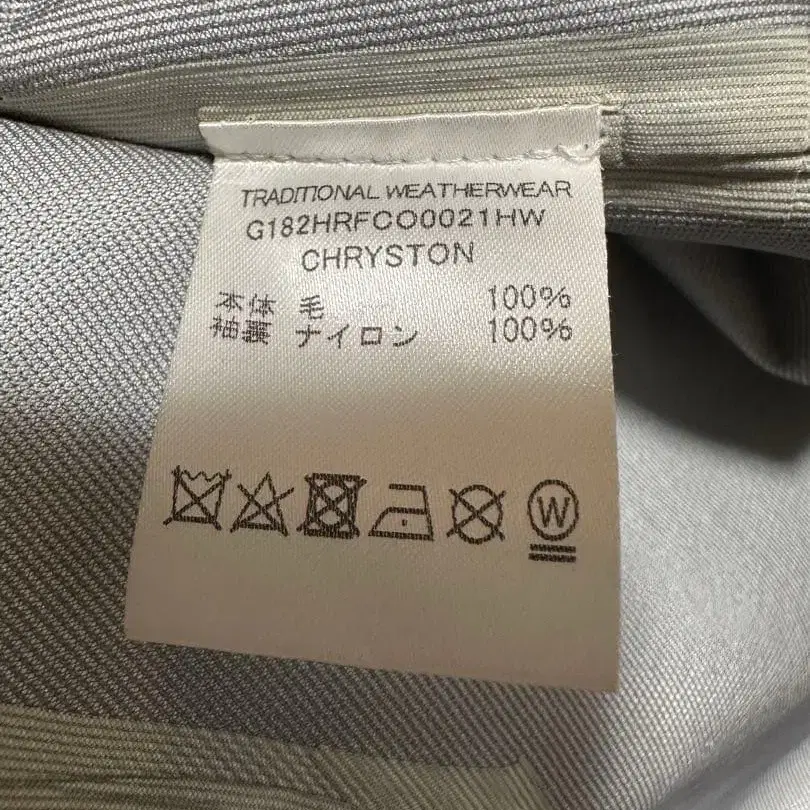 TRADITIONAL WEATHERWEAR
G182HRFCO0021HW
CHRYSTON
本体 毛 100%
袖裏 ナイロン 100%
W